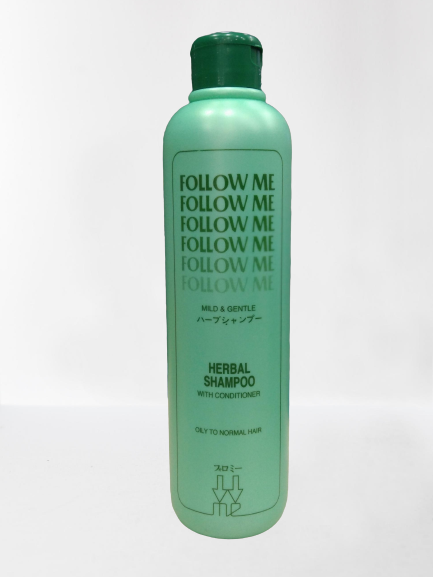 FOLLOW ME
FOLLOW ME
FOLLOW ME
FOLLOW ME
FOLLOW ME
FOLLOW ME
MILD & GENTLE
ハーブシャンプー
HERBAL
SHAMPOO
WITH CONDITIONER
OILY TO NORMAL HAIR
フロミー